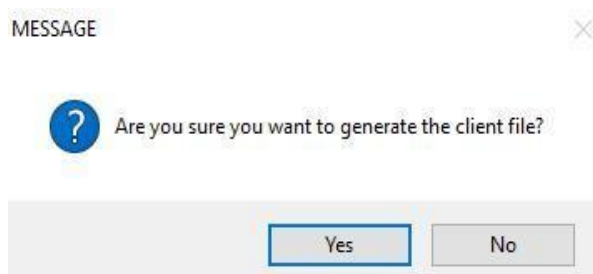 MESSAGE
Are you sure you want to generate the client file?
Yes No